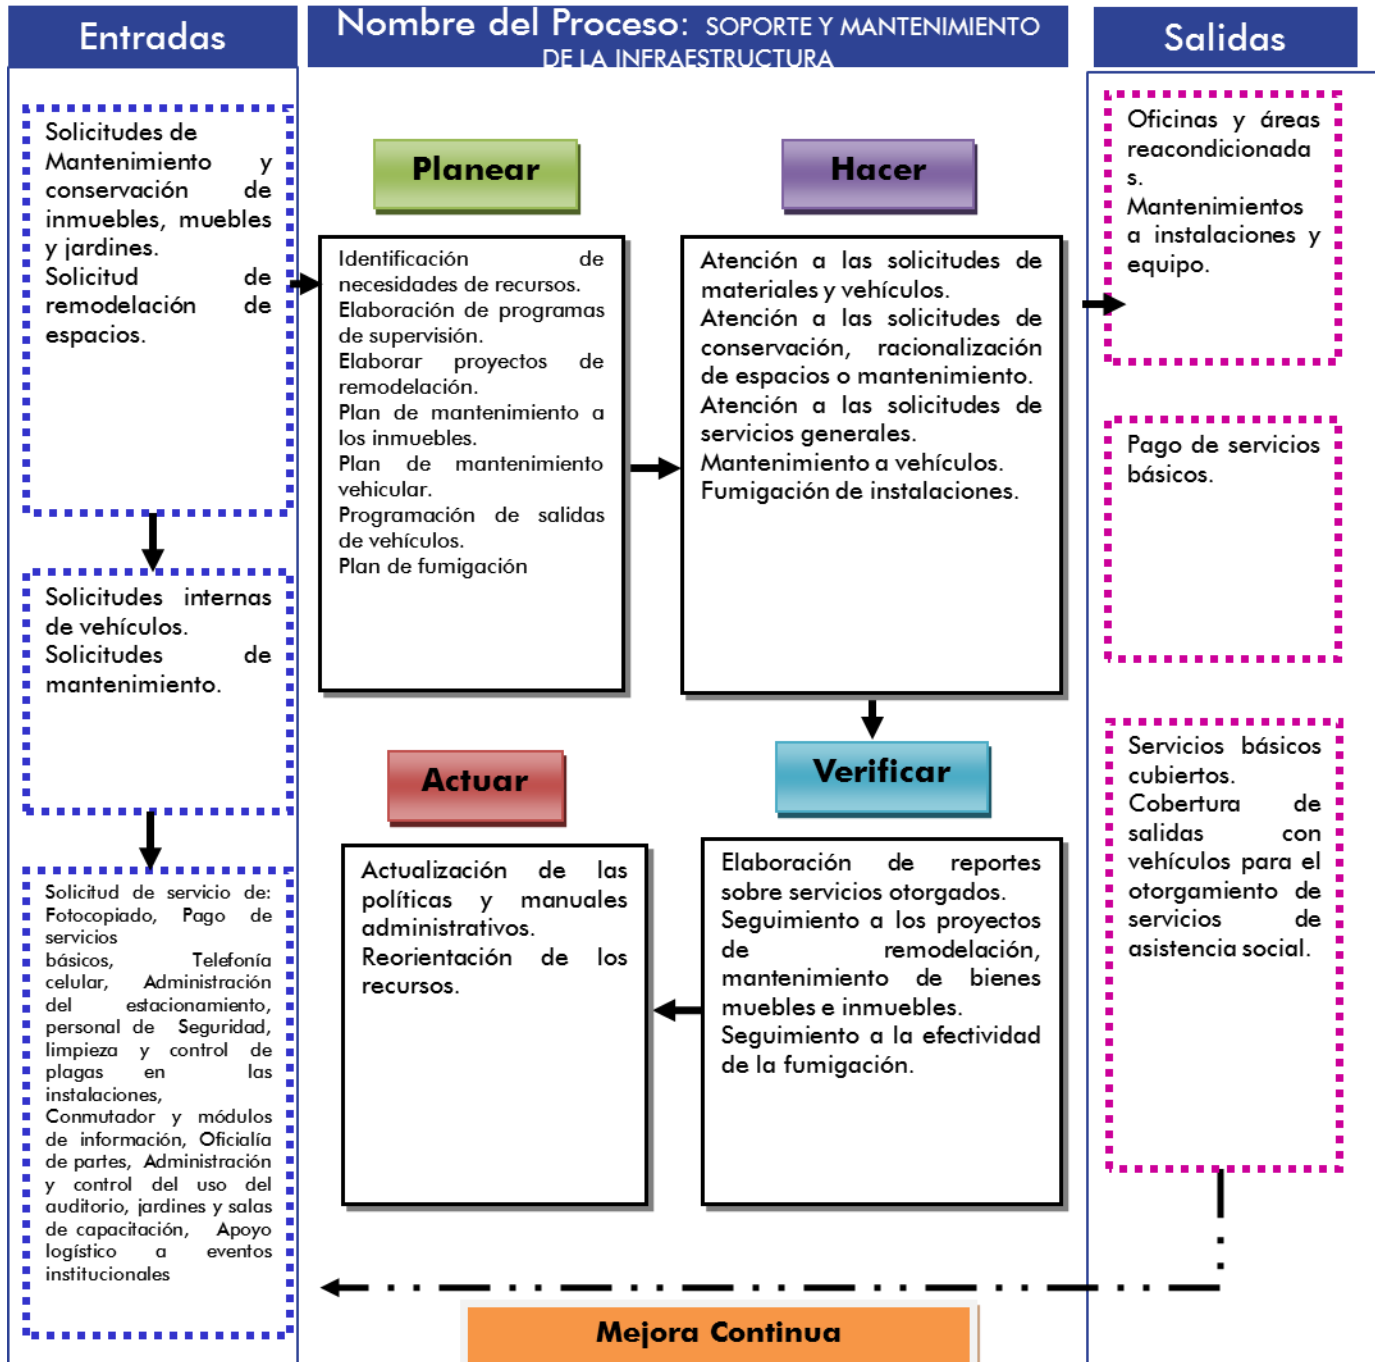 Entradas
Solicitudes de
Mantenimiento y
conservación de
inmuebles, muebles
y jardines.
Solicitud de
remodelación de
espacios.
Solicitudes internas
de vehículos.
Solicitudes de
mantenimiento.
Solicitud de servicio de:
Fotocopiado, Pago de
servicios
básicos, Telefonía
celular, Administración
del estacionamiento,
personal de Seguridad,
limpieza y control de
plagas en las
instalaciones,
Conmutador y módulos
de información, Oficialía
de partes, Administración
y control del uso del
auditorio, jardines y salas
de capacitación, Apoyo
logístico a eventos
institucionales
Nombre del Proceso: SOPORTE Y MANTENIMIENTO
DE LA INFRAESTRUCTURA
Planear
Identificación de
necesidades de recursos.
Elaboración de programas
de supervisión.
Elaborar proyectos de
remodelación.
Plan de mantenimiento a
los inmuebles.
Plan de mantenimiento
vehicular.
Programación de salidas
de vehículos.
Plan de fumigación
Hacer
Atención a las solicitudes de
materiales y vehículos.
Atención a las solicitudes de
conservación, racionalización
de espacios o mantenimiento.
Atención a las solicitudes de
servicios generales.
Mantenimiento a vehículos.
Fumigación de instalaciones.
Verificar
Elaboración de reportes
sobre servicios otorgados.
Seguimiento a los proyectos
de remodelación,
mantenimiento de bienes
muebles e inmuebles.
Seguimiento a la efectividad
de la fumigación.
Actuar
Actualización de las
políticas y manuales
administrativos.
Reorientación de los
recursos.
Salidas
Oficinas y áreas
reacondicionada
s.
Mantenimientos
a instalaciones y
equipo.
Pago de servicios
básicos.
Servicios básicos
cubiertos.
Cobertura de
salidas con
vehículos para el
otorgamiento de
servicios de
asistencia social.
Mejora Continua